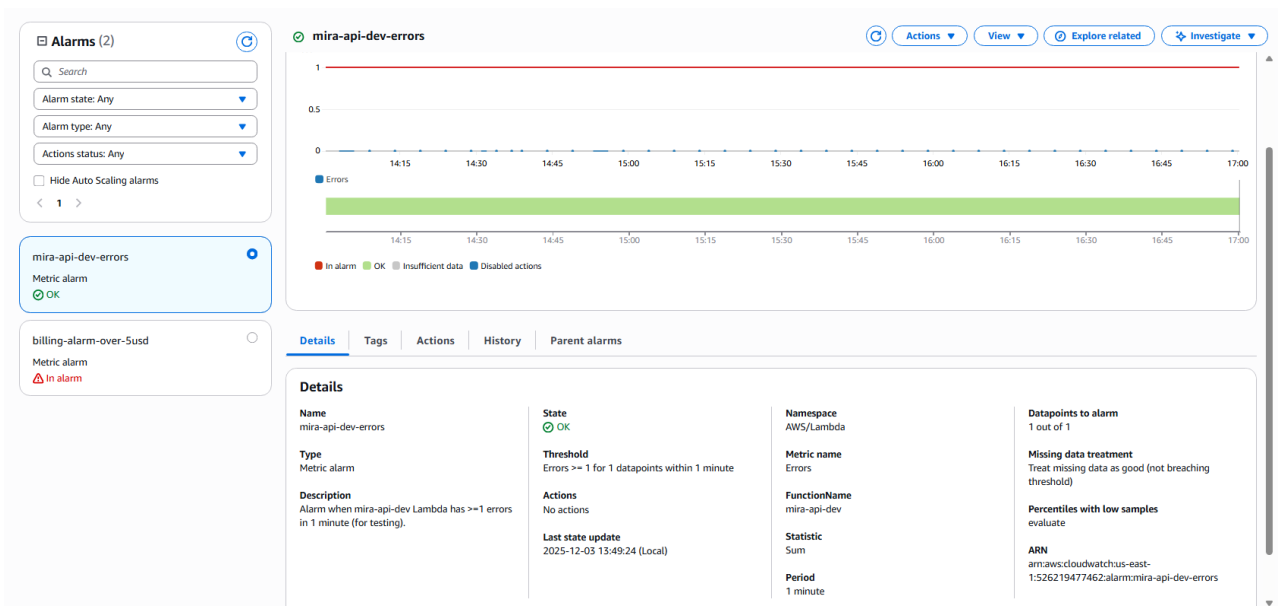 Alarms (2)
Search
Alarm state: Any
Alarm type: Any
Actions status: Any
Hide Auto Scaling alarms
1
mira-api-dev-errors
Metric alarm
OK
billing-alarm-over-5usd
Metric alarm
In alarm
mira-api-dev-errors
Actions
View
Explore related
Investigate
1
0.5
0
14:15 14:30 14:45 15:00 15:15 15:30 15:45 16:00 16:15 16:30 16:45 17:00
Errors
14:15 14:30 14:45 15:00 15:15 15:30 15:45 16:00 16:15 16:30 16:45 17:00
In alarm OK Insufficient data Disabled actions
Details Tags Actions History Parent alarms
Details
Name
mira-api-dev-errors
Type
Metric alarm
Description
Alarm when mira-api-dev Lambda has >=1 errors
in 1 minute (for testing).
State
OK
Threshold
Errors >= 1 for 1 datapoints within 1 minute
Actions
No actions
Last state update
2025-12-03 13:49:24 (Local)
Namespace
AWS/Lambda
Metric name
Errors
FunctionName
mira-api-dev
Statistic
Sum
Period
1 minute
Datapoints to alarm
1 out of 1
Missing data treatment
Treat missing data as good (not breaching
threshold)
Percentiles with low samples
evaluate
ARN
arn:aws:cloudwatch:us-east-
1:526219477462:alarm:mira-api-dev-errors